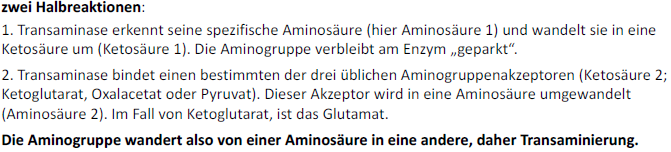 zwei Halbreaktionen:
1. Transaminase erkennt seine spezifische Aminosäure (hier Aminosäure 1) und wandelt sie in eine
Ketosäure um (Ketosäure 1). Die Aminogruppe verbleibt am Enzym „geparkt“.
2. Transaminase bindet einen bestimmten der drei üblichen Aminogruppenakzeptoren (Ketosäure 2;
Ketoglutarat, Oxalacetat oder Pyruvat). Dieser Akzeptor wird in eine Aminosäure umgewandelt
(Aminosäure 2). Im Fall von Ketoglutarat, ist das Glutamat.
Die Aminogruppe wandert also von einer Aminosäure in eine andere, daher Transaminierung.